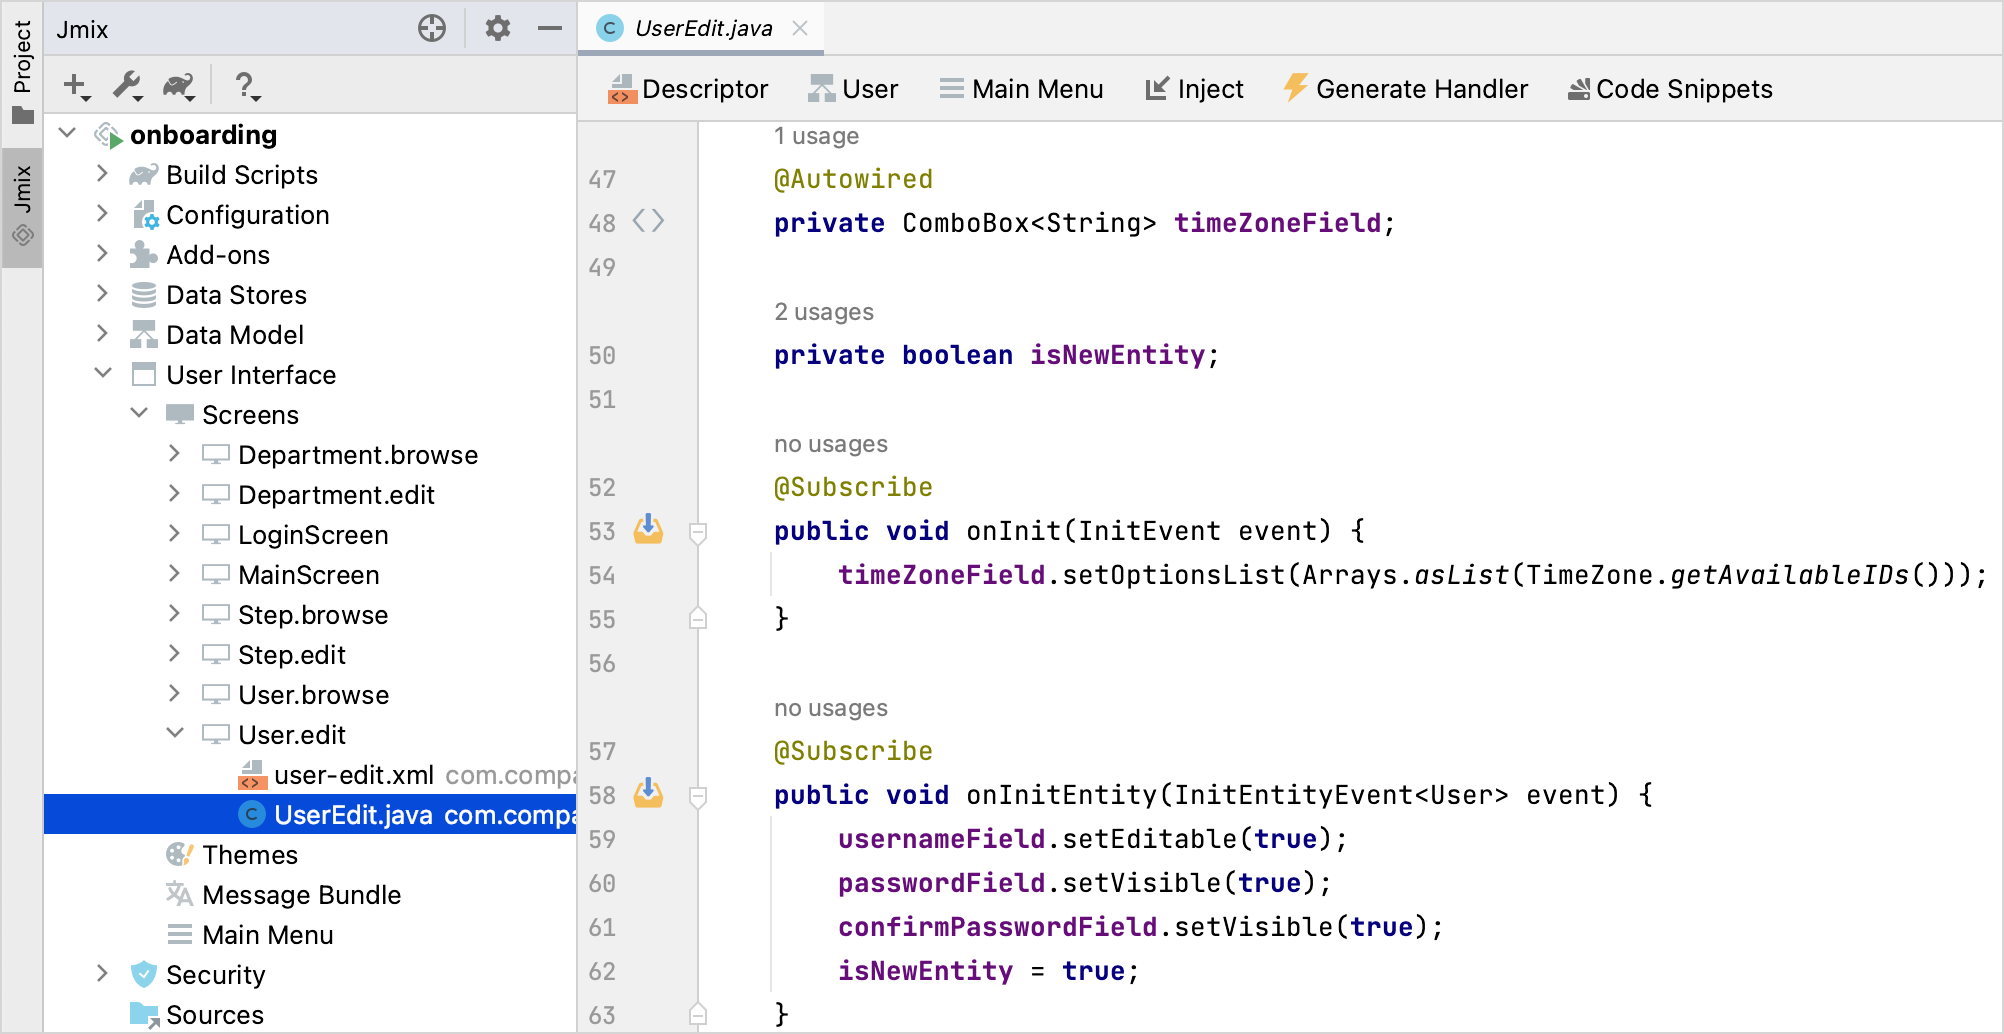 Project
Jmix
Jmix
onboarding
Build Scripts
Configuration
Add-ons
Data Stores
Data Model
User Interface
Screens
Department.browse
Department.edit
LoginScreen
MainScreen
Step.browse
Step.edit
User.browse
User.edit
user-edit.xml com.compa
UserEdit.java com.compa
Themes
Message Bundle
Main Menu
Security
Sources
UserEdit.java
Descriptor User Main Menu Inject Generate Handler Code Snippets
1 usage
47 @Autowired
48 private ComboBox<String> timeZoneField;
49
2 usages
50 private boolean isNewEntity;
51
no usages
52 @Subscribe
53 public void onInit(InitEvent event) {
54 timeZoneField.setOptionsList(Arrays.asList(TimeZone.getAvailableIDs()));
55 }
56
no usages
57 @Subscribe
58 public void onInitEntity(InitEntityEvent<User> event) {
59 usernameField.setEditable(true);
60 passwordField.setVisible(true);
61 confirmPasswordField.setVisible(true);
62 isNewEntity = true;
63 }